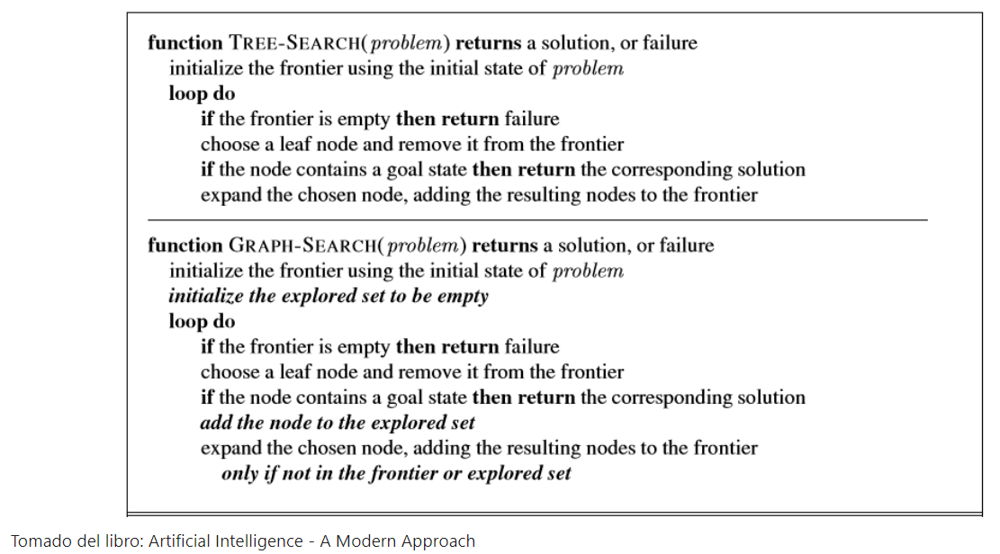 function TREE-SEARCH(problem) returns a solution, or failure
initialize the frontier using the initial state of problem
loop do
if the frontier is empty then return failure
choose a leaf node and remove it from the frontier
if the node contains a goal state then return the corresponding solution
expand the chosen node, adding the resulting nodes to the frontier
function GRAPH-SEARCH(problem) returns a solution, or failure
initialize the frontier using the initial state of problem
initialize the explored set to be empty
loop do
if the frontier is empty then return failure
choose a leaf node and remove it from the frontier
if the node contains a goal state then return the corresponding solution
add the node to the explored set
expand the chosen node, adding the resulting nodes to the frontier
only if not in the frontier or explored set
Tomado del libro: Artificial Intelligence - A Modern Approach